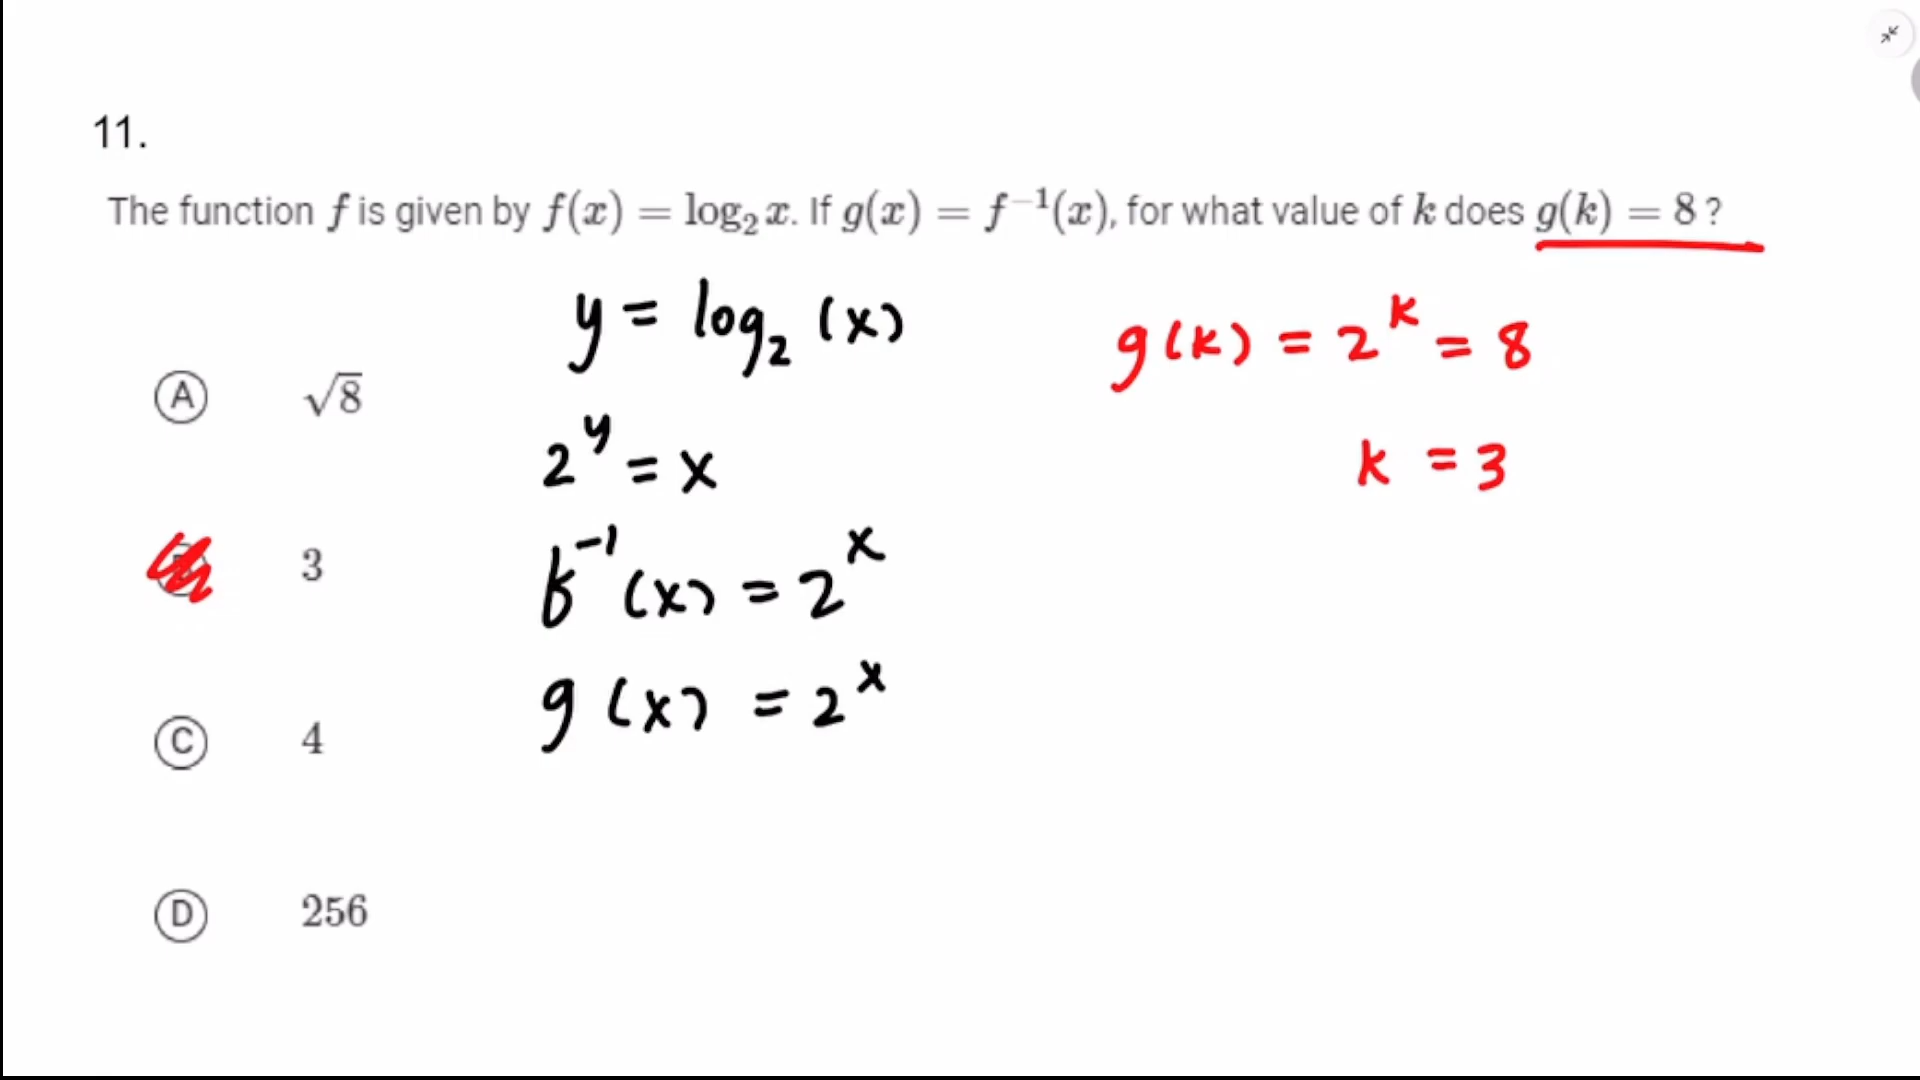 11.
The function f is given by f(x) = log₂ x. If g(x) = f⁻¹(x), for what value of k does g(k) = 8 ?
y = log₂ (x)
g(k) = 2ᵏ = 8
A √8
2ʸ = x
k = 3
3
f⁻¹(x) = 2ˣ
g(x) = 2ˣ
C 4
D 256